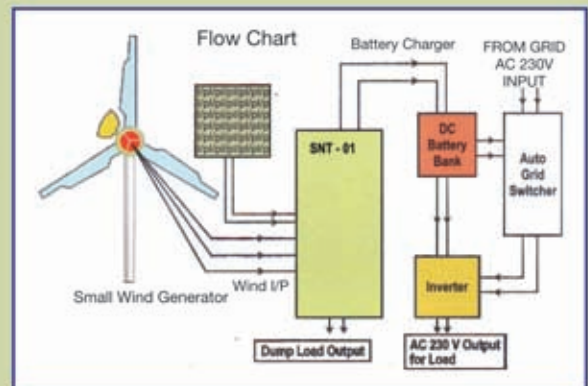 Flow Chart
Battery Charger
FROM GRID
AC 230V
INPUT
SNT - 01
DC
Battery
Bank
Auto
Grid
Switcher
Wind I/P
Small Wind Generator
Inverter
Dump Load Output
AC 230 V Output
for Load